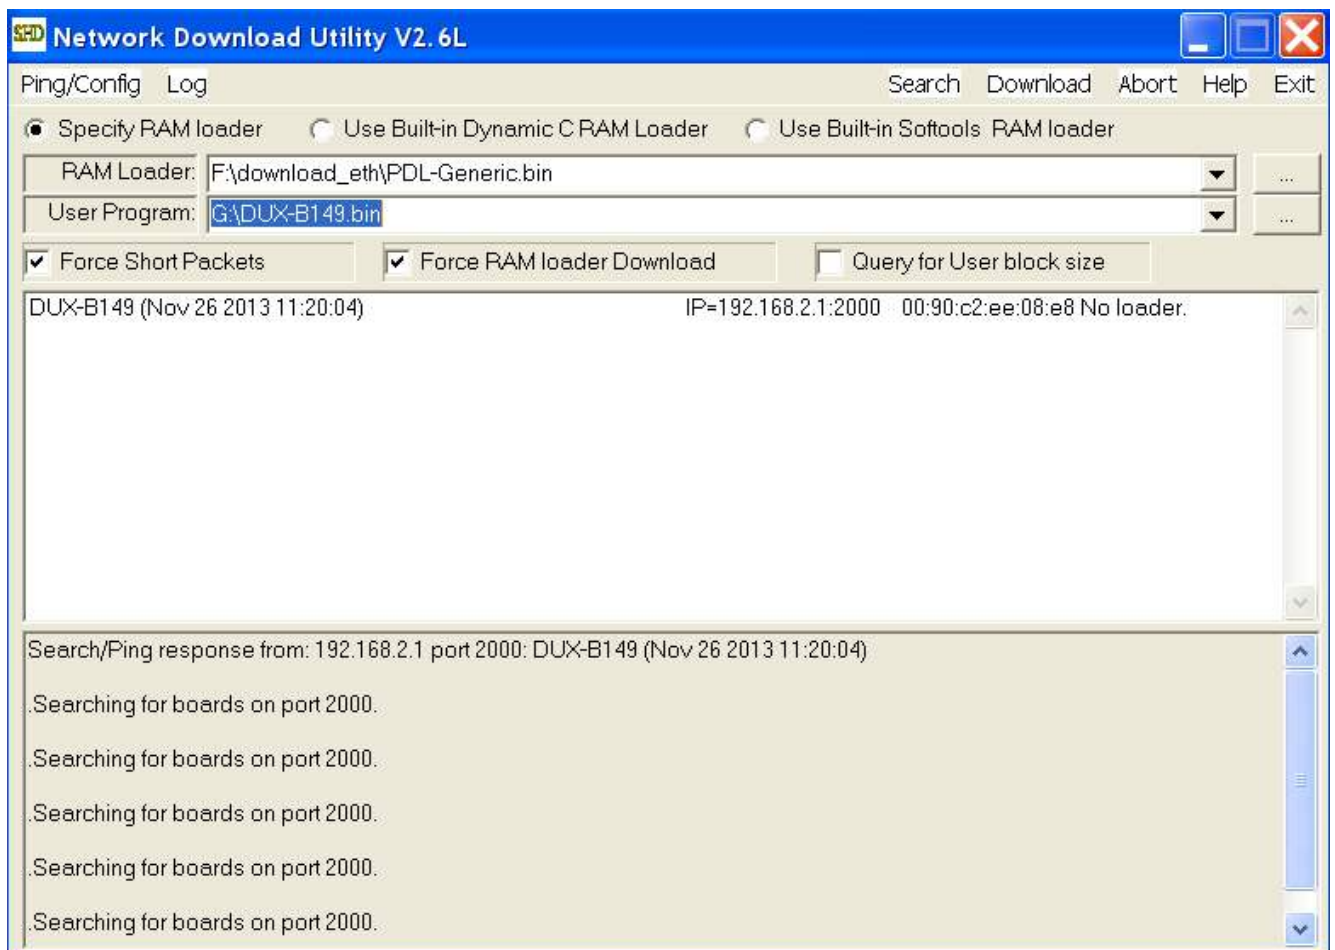 SHD Network Download Utility V2.6L
Ping/Config Log Search Download Abort Help Exit
Specify RAM loader Use Built-in Dynamic C RAM Loader Use Built-in Softools RAM loader
RAM Loader: F:\download_eth\PDL-Generic.bin ...
User Program: G:\DUX-B149.bin ...
Force Short Packets Force RAM loader Download Query for User block size
DUX-B149 (Nov 26 2013 11:20:04) IP=192.168.2.1:2000 00:90:c2:ee:08:e8 No loader.
Search/Ping response from: 192.168.2.1 port 2000: DUX-B149 (Nov 26 2013 11:20:04)
.Searching for boards on port 2000.
.Searching for boards on port 2000.
.Searching for boards on port 2000.
.Searching for boards on port 2000.
.Searching for boards on port 2000.